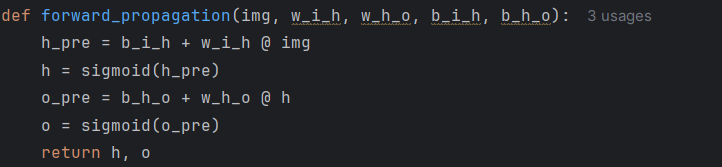 def forward_propagation(img, w_i_h, w_h_o, b_i_h, b_h_o): 3 usages
    h_pre = b_i_h + w_i_h @ img
    h = sigmoid(h_pre)
    o_pre = b_h_o + w_h_o @ h
    o = sigmoid(o_pre)
    return h, o